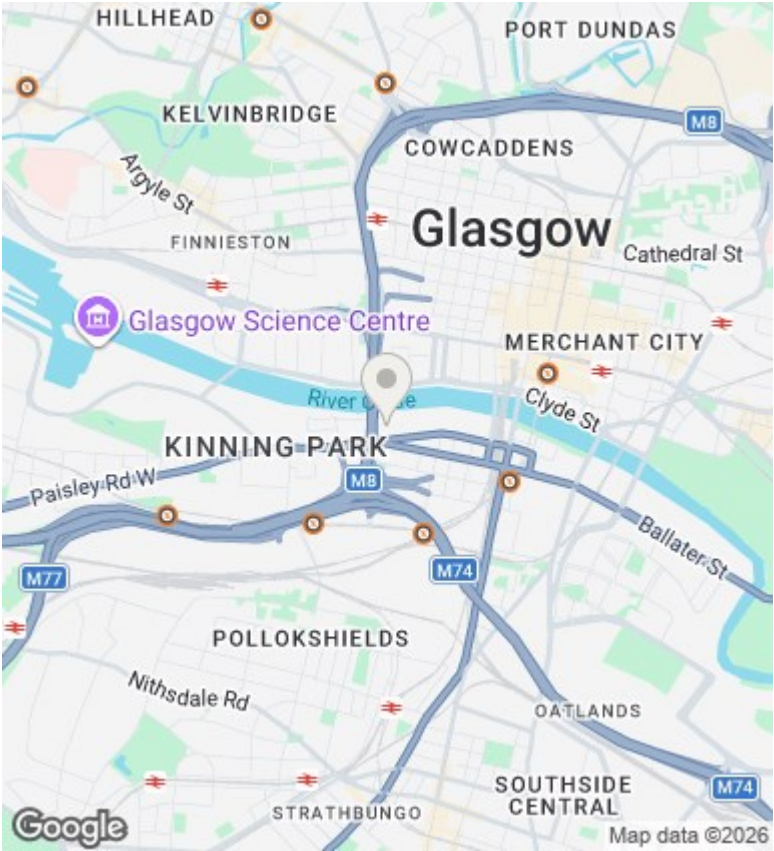 HILLHEAD
PORT DUNDAS
KELVINBRIDGE
M8
COWCADDENS
Argyle St
Glasgow
FINNIESTON
Cathedral St
Glasgow Science Centre
MERCHANT CITY
River Clyde
Clyde St
KINNING PARK
Paisley Rd W
M8
Ballater St
M77
M74
POLLOKSHIELDS
Nithsdale Rd
OATLANDS
SOUTHSIDE
CENTRAL
M74
STRATHBUNGO
Google
Map data ©2026